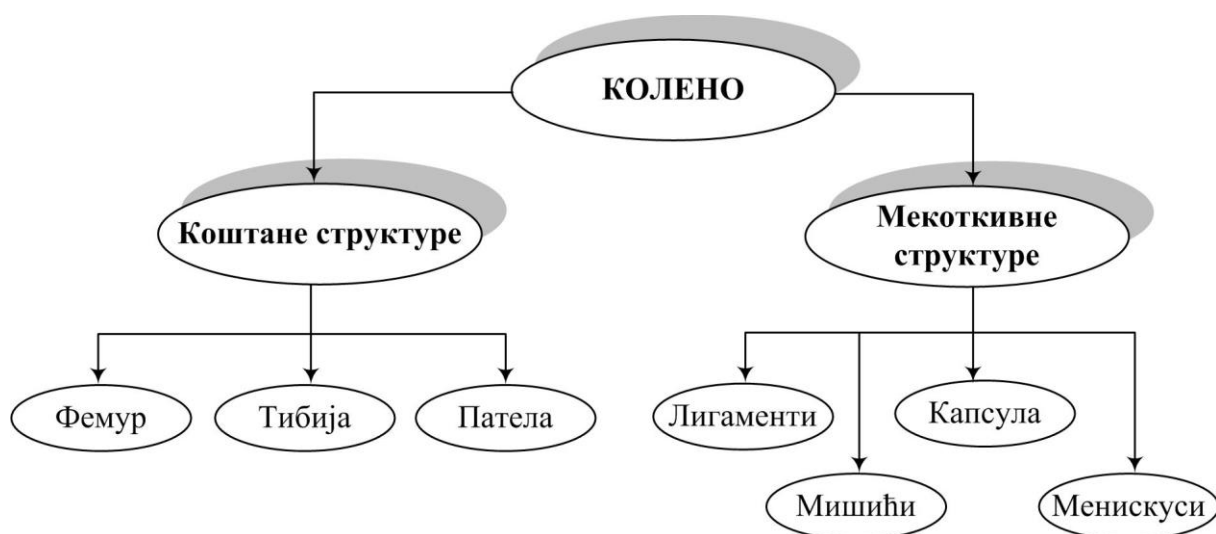 КОЛЕНО
Коштане структуре
Мекоткивне
структуре
Фемур
Тибија
Патела
Лигаменти
Капсула
Мишићи
Менискуси